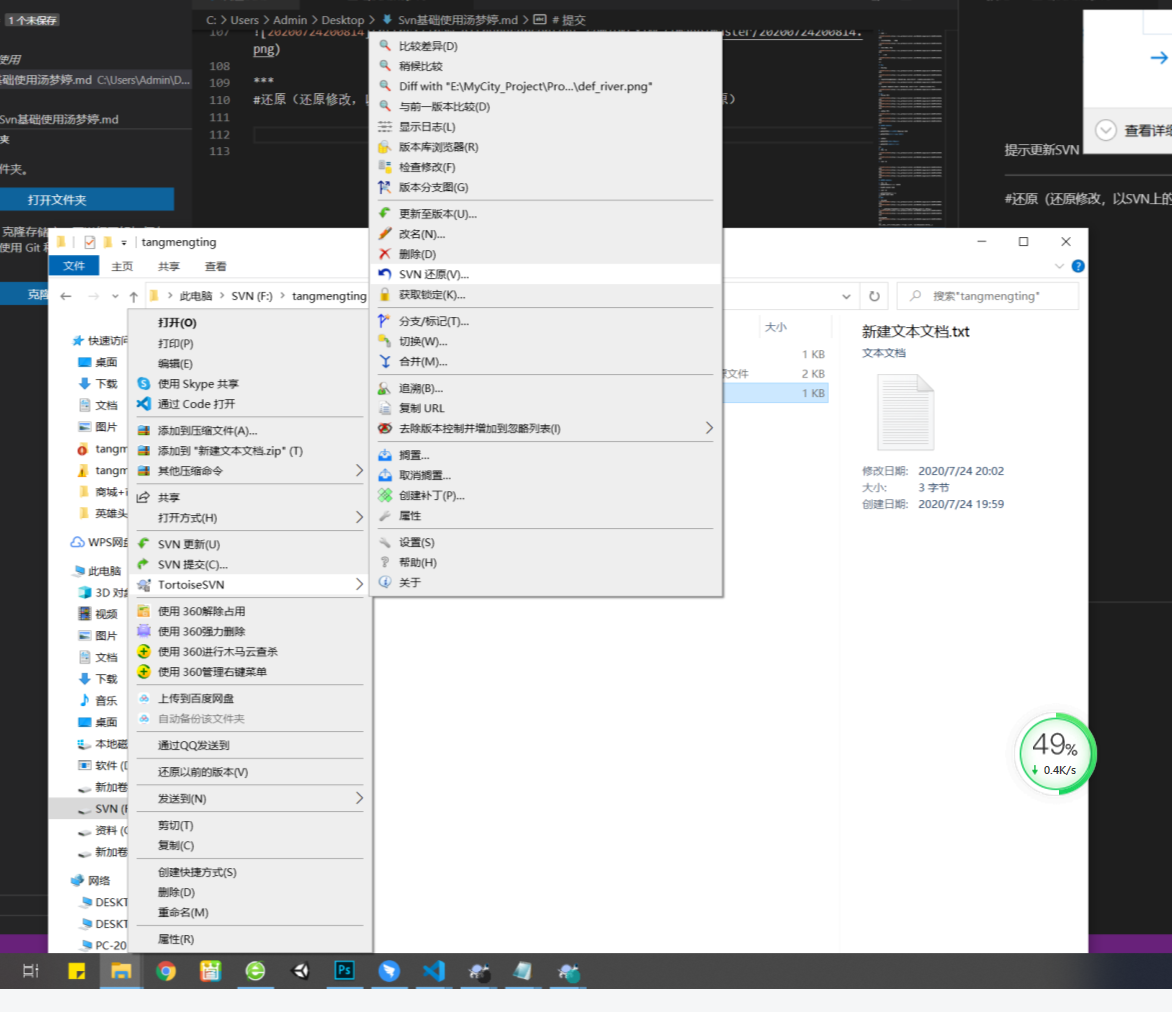 1 个未保存
C: > Users > Admin > Desktop > Svn基础使用汤梦婷.md > # 提交
使用
础使用汤梦婷.md C:\Users\Admin\D...
Svn基础使用汤梦婷.md
夹
件夹。
打开文件夹
克隆存储
使用 Git
克隆
107
png)
108
109 ***
110 #还原（还原修改，
111
112
113
提示更新SVN
查看详细
#还原（还原修改，以SVN上的
tangmengting
文件 主页 共享 查看
此电脑 > SVN (F:) > tangmengting
搜索"tangmengting"
快速访问
桌面
下载
文档
图片
tangm
tangm
商城+
英雄头
WPS网盘
此电脑
3D 对象
视频
图片
文档
下载
音乐
桌面
本地磁
软件 (D
新加卷
SVN (F
资料 (
新加卷
网络
DESKT
DESKT
PC-20
打开(O)
打印(P)
编辑(E)
使用 Skype 共享
通过 Code 打开
添加到压缩文件(A)...
添加到 "新建文本文档.zip" (T)
其他压缩命令
共享
打开方式(H)
SVN 更新(U)
SVN 提交(C)...
TortoiseSVN
使用 360解除占用
使用 360强力删除
使用 360进行木马云查杀
使用 360管理右键菜单
上传到百度网盘
自动备份该文件夹
通过QQ发送到
还原以前的版本(V)
发送到(N)
剪切(T)
复制(C)
创建快捷方式(S)
删除(D)
重命名(M)
属性(R)
比较差异(D)
稍候比较
Diff with "E:\MyCity_Project\Pro...\def_river.png"
与前一版本比较(D)
显示日志(L)
版本库浏览器(R)
检查修改(F)
版本分支图(G)
更新至版本(U)...
改名(N)...
删除(D)
SVN 还原(V)...
获取锁定(K)...
分支/标记(T)...
切换(W)...
合并(M)...
追溯(B)...
复制 URL
去除版本控制并增加到忽略列表(I)
搁置...
取消搁置...
创建补丁(P)...
属性
设置(S)
帮助(H)
关于
大小
1 KB
文件 2 KB
1 KB
新建文本文档.txt
文本文档
修改日期: 2020/7/24 20:02
大小: 3 字节
创建日期: 2020/7/24 19:59
49%
0.4K/s
Ps